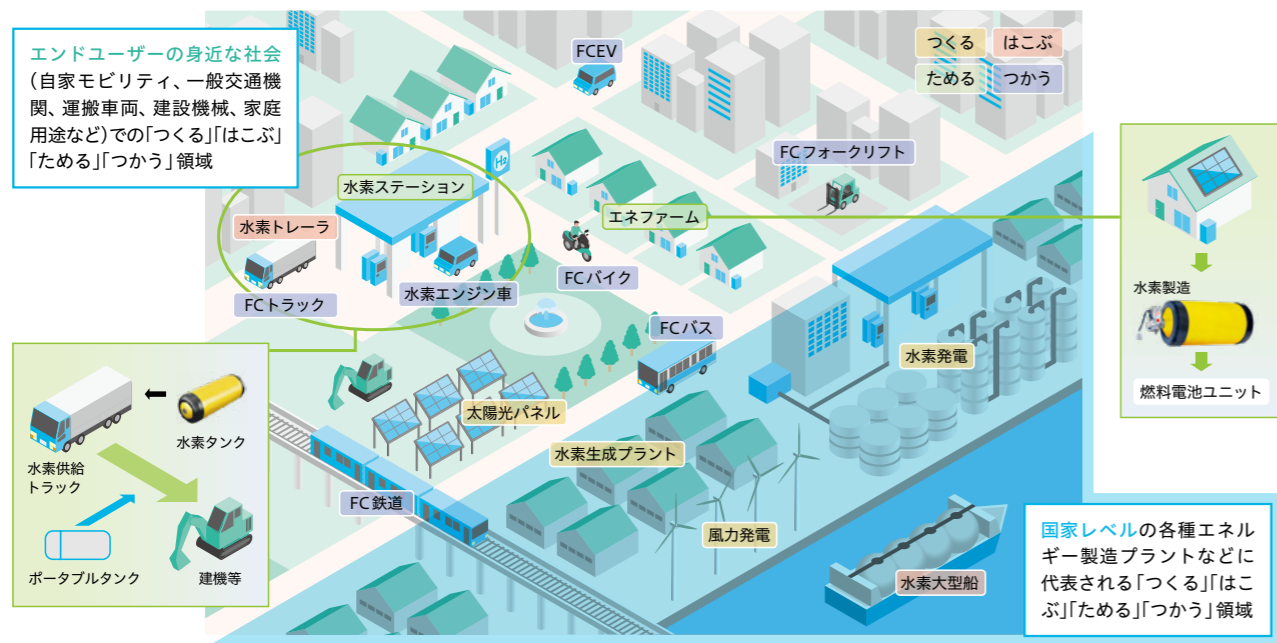 エンドユーザーの身近な社会
(自家モビリティ、一般交通機
関、運搬車両、建設機械、家庭
用途など)での「つくる」「はこぶ」
「ためる」「つかう」領域
FCEV
つくる
はこぶ
ためる
つかう
H2
水素ステーション
FCフォークリフト
水素トレーラ
エネファーム
FCトラック
水素エンジン車
FCバイク
FCバス
水素発電
水素製造
燃料電池ユニット
太陽光パネル
水素タンク
水素供給
トラック
ポータブルタンク
建機等
水素生成プラント
FC鉄道
風力発電
水素大型船
国家レベルの各種エネル
ギー製造プラントなどに
代表される「つくる」「はこ
ぶ」「ためる」「つかう」領域